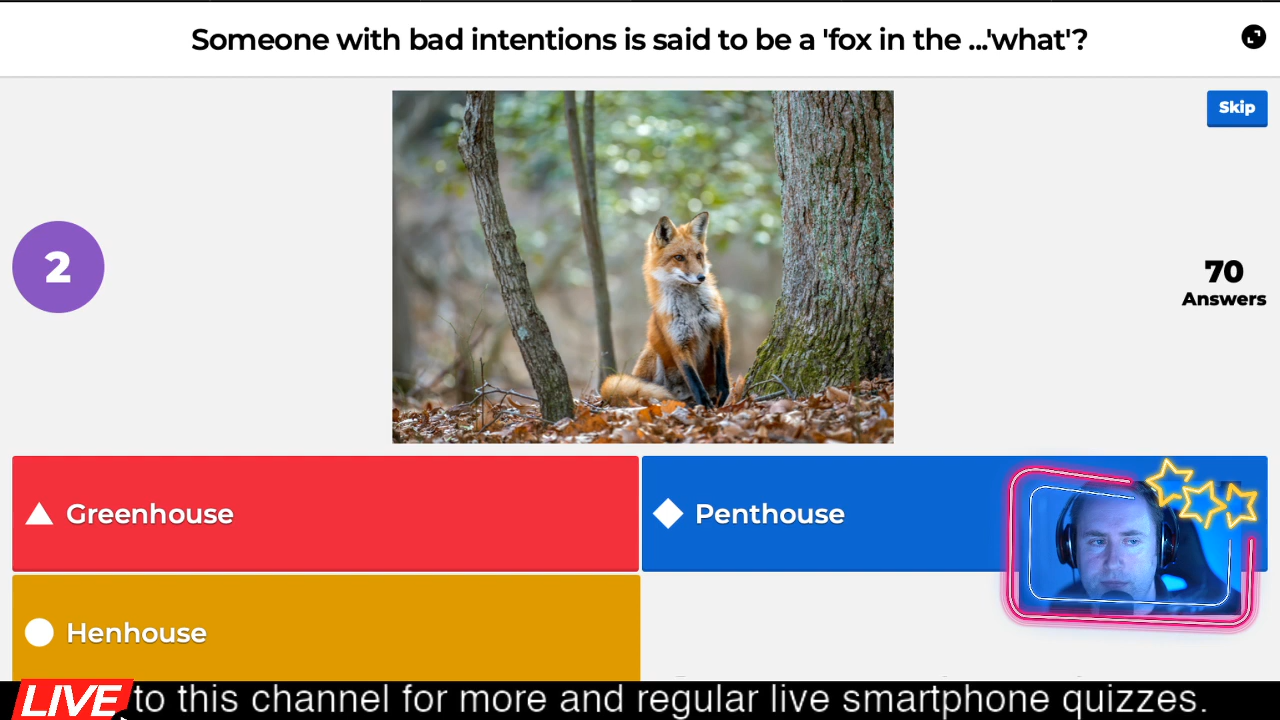 Someone with bad intentions is said to be a 'fox in the ...'what'?
Skip
2
70
Answers
Greenhouse
Penthouse
Henhouse
LIVE to this channel for more and regular live smartphone quizzes.